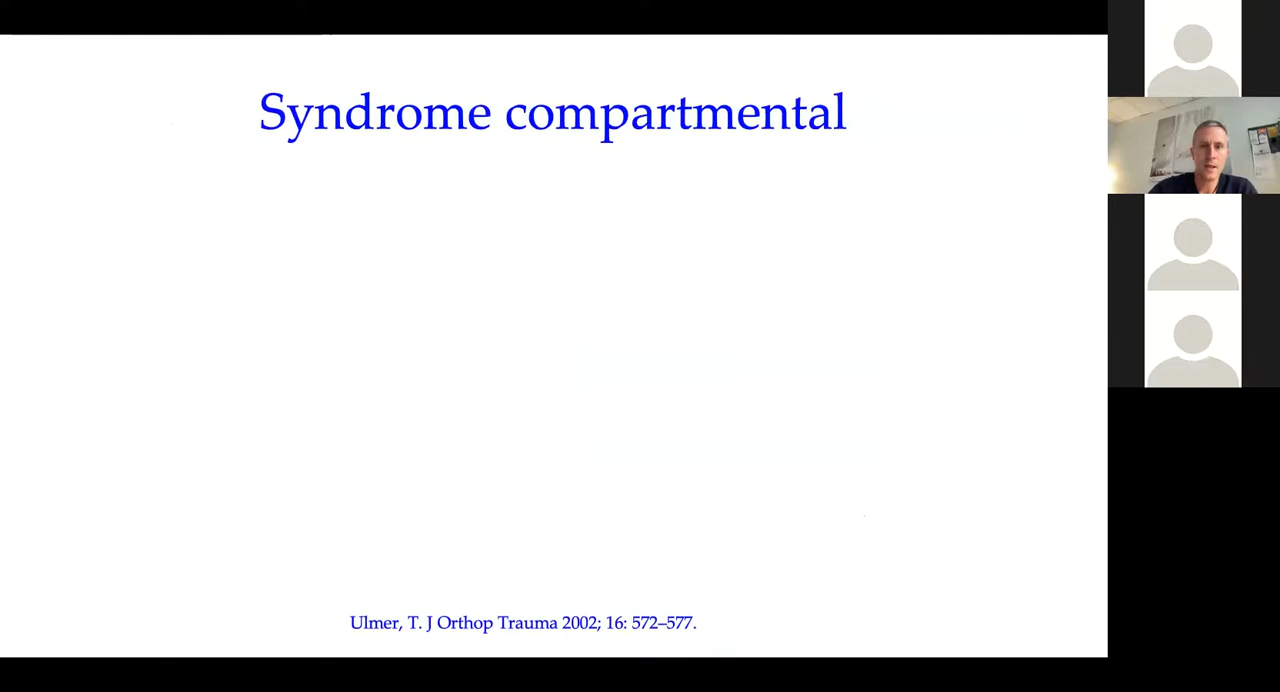 Syndrome compartmental
Ulmer, T. J Orthop Trauma 2002; 16: 572–577.